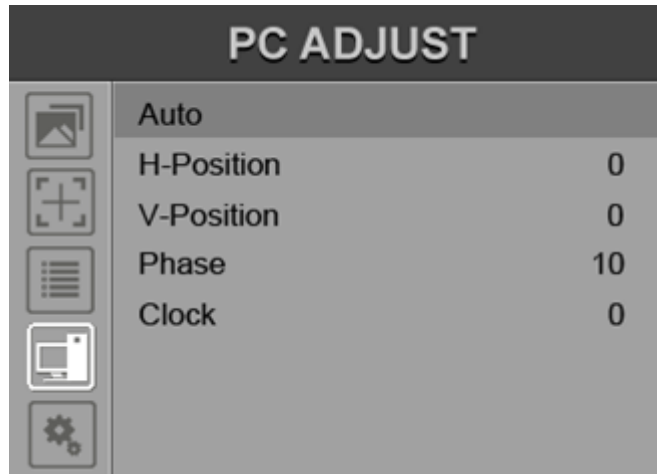 PC ADJUST
Auto
H-Position 0
V-Position 0
Phase 10
Clock 0